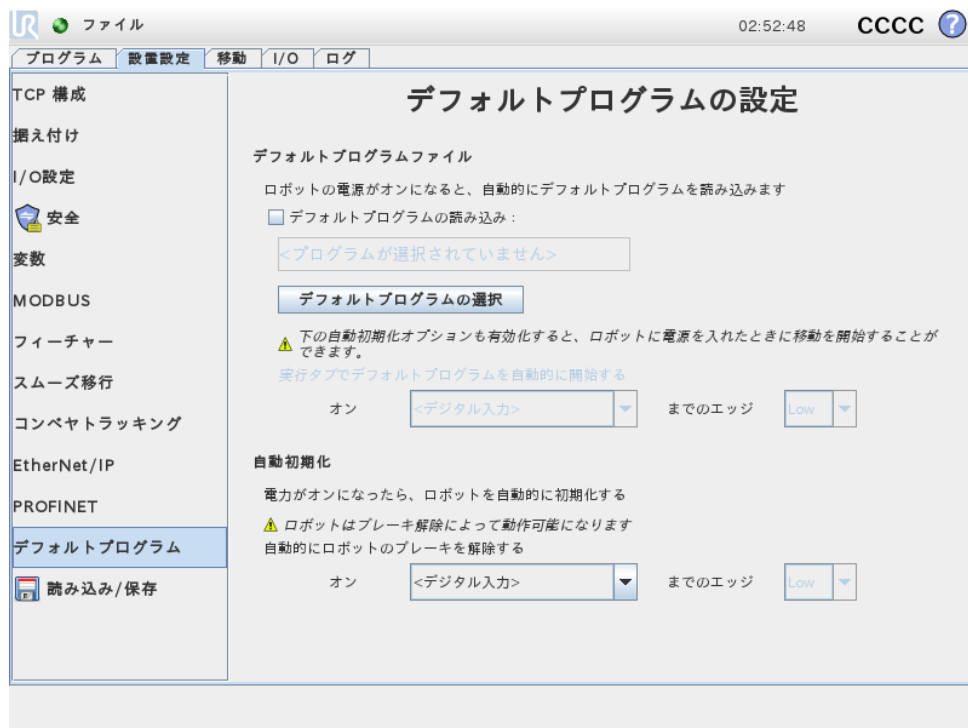 UR ファイル 02:52:48 CCCC ?
プログラム 設置設定 移動 I/O ログ
TCP 構成
据え付け
I/O設定
安全
変数
MODBUS
フィーチャー
スムーズ移行
コンベヤトラッキング
EtherNet/IP
PROFINET
デフォルトプログラム
読み込み/保存
デフォルトプログラムの設定
デフォルトプログラムファイル
ロボットの電源がオンになると、自動的にデフォルトプログラムを読み込みます
デフォルトプログラムの読み込み：
<プログラムが選択されていません>
デフォルトプログラムの選択
下の自動初期化オプションも有効化すると、ロボットに電源を入れたときに移動を開始することが
できます。
実行タブでデフォルトプログラムを自動的に開始する
オン <デジタル入力> までのエッジ Low
自動初期化
電力がオンになったら、ロボットを自動的に初期化する
ロボットはブレーキ解除によって動作可能になります
自動的にロボットのブレーキを解除する
オン <デジタル入力> までのエッジ Low